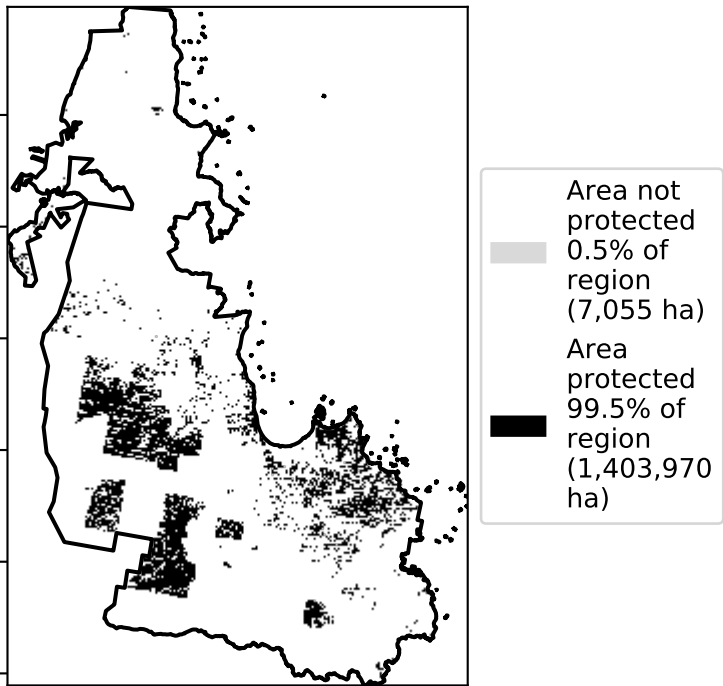 Area not
protected
0.5% of
region
(7,055 ha)
Area
protected
99.5% of
region
(1,403,970
ha)